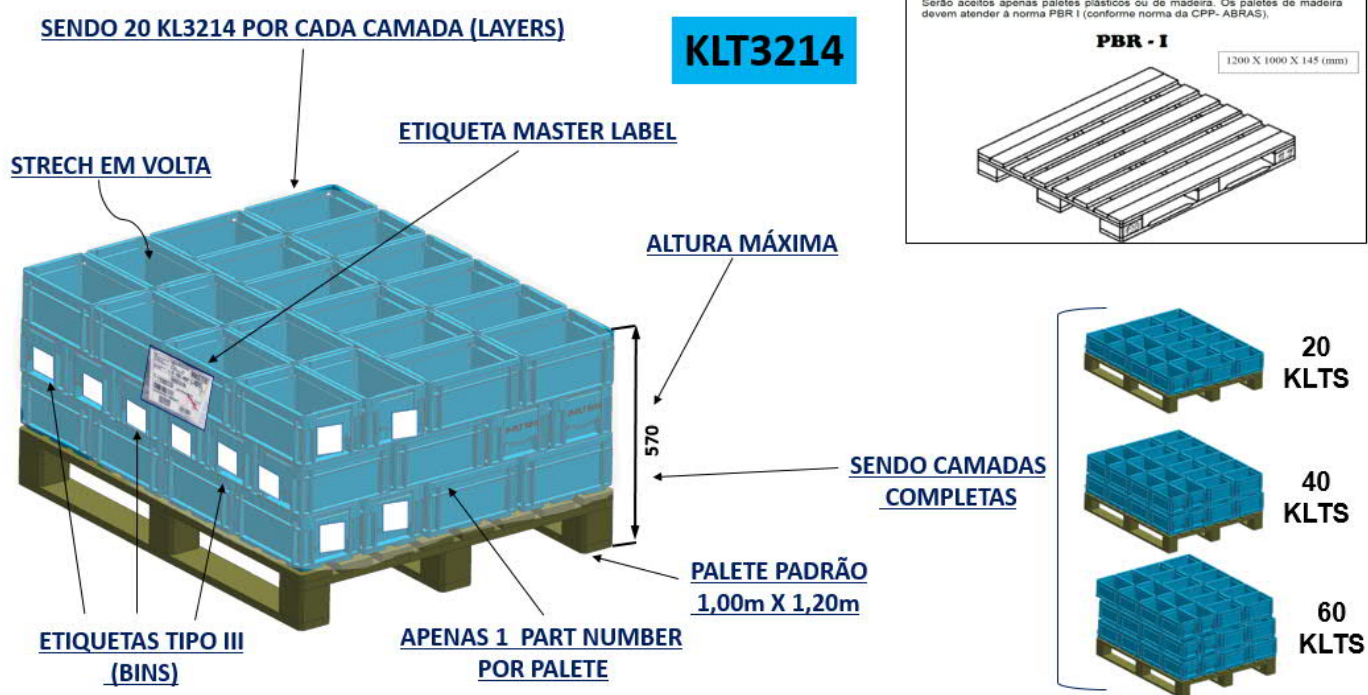 Serão aceitos apenas paletes plásticos ou de madeira. Os paletes de madeira
devem atender à norma PBR I (conforme norma da CPP- ABRAS).
PBR - I
1200 X 1000 X 145 (mm)
SENDO 20 KL3214 POR CADA CAMADA (LAYERS)
KLT3214
ETIQUETA MASTER LABEL
STRECH EM VOLTA
ALTURA MÁXIMA
570
SENDO CAMADAS
COMPLETAS
PALETE PADRÃO
1,00m X 1,20m
APENAS 1 PART NUMBER
POR PALETE
ETIQUETAS TIPO III
(BINS)
20
KLTS
40
KLTS
60
KLTS